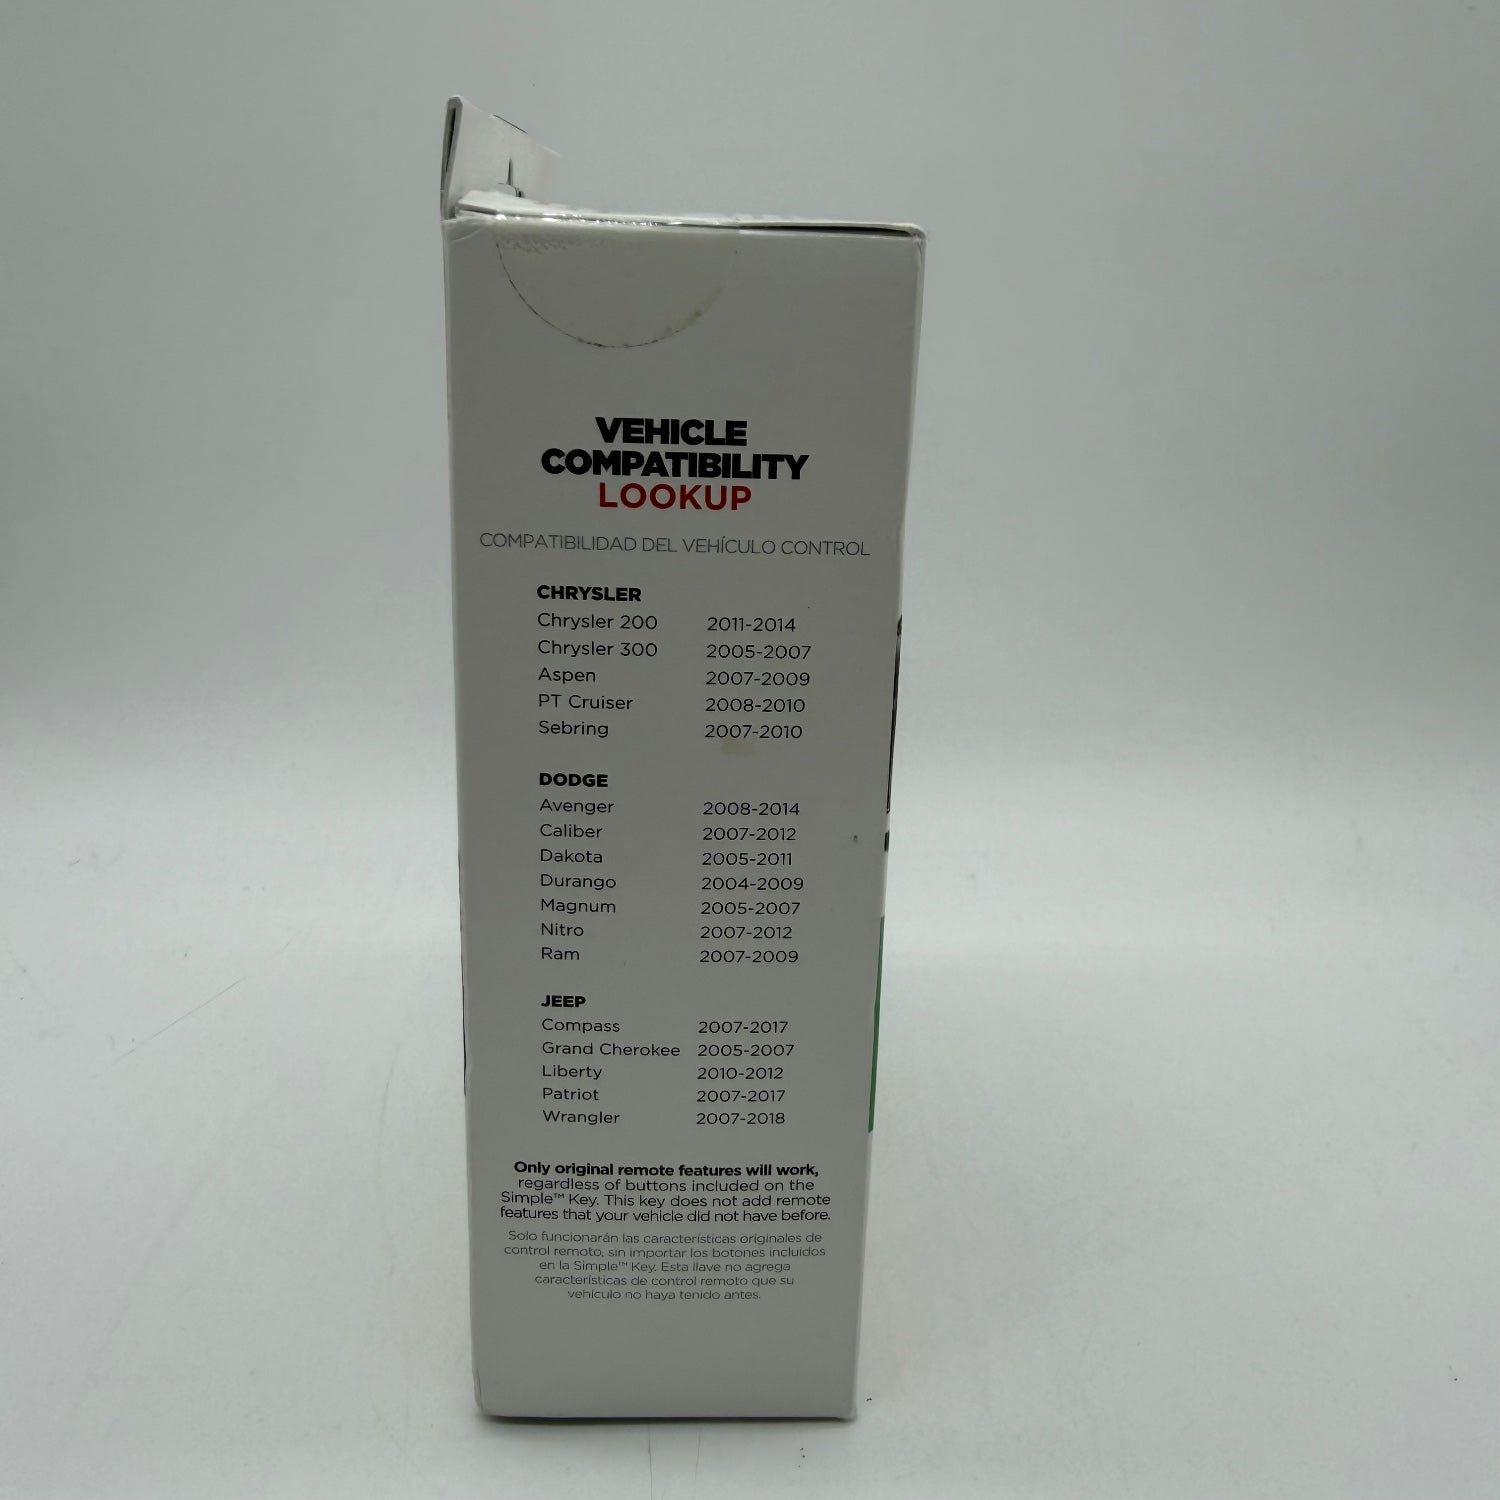 VEHICLE
COMPATIBILITY
LOOKUP
COMPATIBILIDAD DEL VEHÍCULO CONTROL
CHRYSLER
Chrysler 200 2011-2014
Chrysler 300 2005-2007
Aspen 2007-2009
PT Cruiser 2008-2010
Sebring 2007-2010
DODGE
Avenger 2008-2014
Caliber 2007-2012
Dakota 2005-2011
Durango 2004-2009
Magnum 2005-2007
Nitro 2007-2012
Ram 2007-2009
JEEP
Compass 2007-2017
Grand Cherokee 2005-2007
Liberty 2010-2012
Patriot 2007-2017
Wrangler 2007-2018
Only original remote features will work,
regardless of buttons included on the
Simple™ Key. This key does not add remote
features that your vehicle did not have before.
Solo funcionarán las características originales de
control remoto, sin importar los botones incluidos
en la Simple™ Key. Esta llave no agrega
características de control remoto que su
vehículo no haya tenido antes.